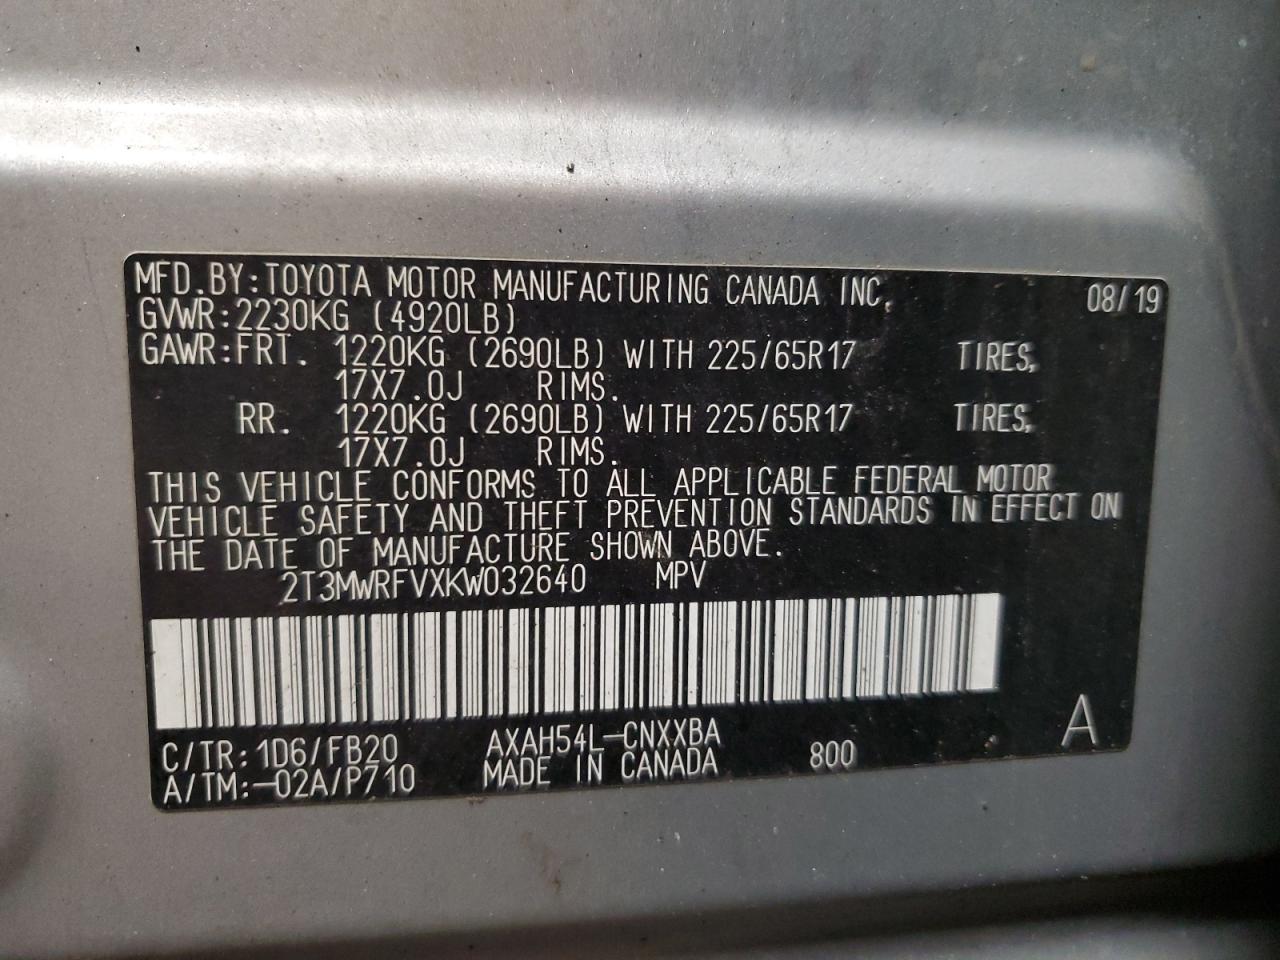 MFD.BY:TOYOTA MOTOR MANUFACTURING CANADA INC. 08/19
GVWR:2230KG (4920LB)
GAWR:FRT. 1220KG (2690LB) WITH 225/65R17 TIRES,
17X7.0J RIMS.
RR. 1220KG (2690LB) WITH 225/65R17 TIRES,
17X7.0J RIMS.
THIS VEHICLE CONFORMS TO ALL APPLICABLE FEDERAL MOTOR
VEHICLE SAFETY AND THEFT PREVENTION STANDARDS IN EFFECT ON
THE DATE OF MANUFACTURE SHOWN ABOVE.
2T3MWRFVXKW032640 MPV
A
C/TR:1D6/FB20 AXAH54L-CNXXBA 800
A/TM:-02A/P710 MADE IN CANADA